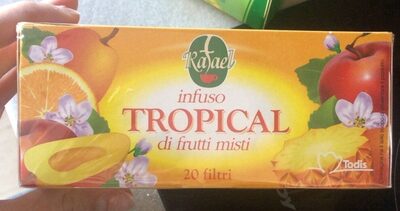 Rafael
infuso
TROPICAL
di frutti misti
20 filtri
Todis